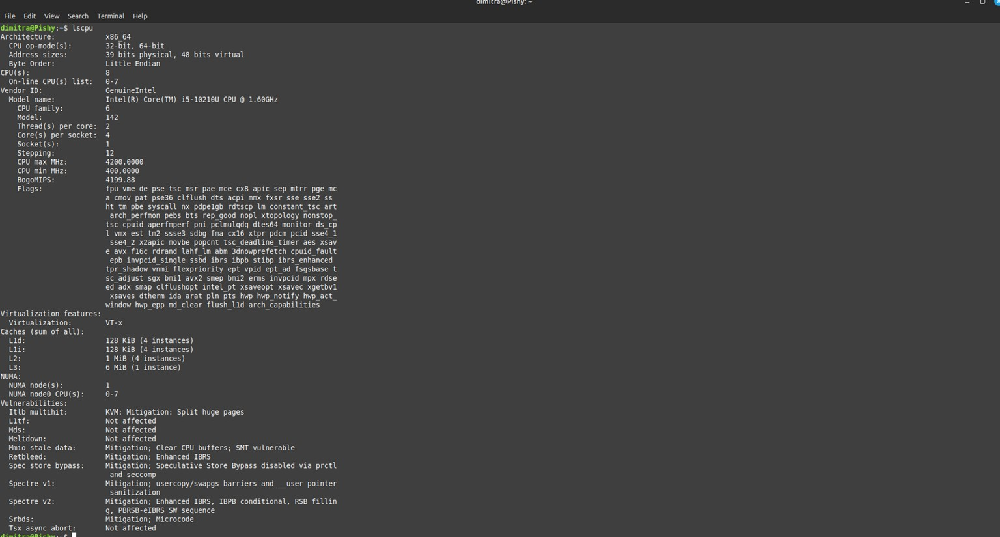 dimitra@Pishy: ~
File Edit View Search Terminal Help
dimitra@Pishy:~$ lscpu
Architecture: x86_64
CPU op-mode(s): 32-bit, 64-bit
Address sizes: 39 bits physical, 48 bits virtual
Byte Order: Little Endian
CPU(s): 8
On-line CPU(s) list: 0-7
Vendor ID: GenuineIntel
Model name: Intel(R) Core(TM) i5-10210U CPU @ 1.60GHz
CPU family: 6
Model: 142
Thread(s) per core: 2
Core(s) per socket: 4
Socket(s): 1
Stepping: 12
CPU max MHz: 4200,0000
CPU min MHz: 400,0000
BogoMIPS: 4199.88
Flags: fpu vme de pse tsc msr pae mce cx8 apic sep mtrr pge mc
a cmov pat pse36 clflush dts acpi mmx fxsr sse sse2 ss
ht tm pbe syscall nx pdpe1gb rdtscp lm constant_tsc art
arch_perfmon pebs bts rep_good nopl xtopology nonstop_
tsc cpuid aperfmperf pni pclmulqdq dtes64 monitor ds_cp
l vmx est tm2 ssse3 sdbg fma cx16 xtpr pdcm pcid sse4_1
sse4_2 x2apic movbe popcnt tsc_deadline_timer aes xsav
e avx f16c rdrand lahf_lm abm 3dnowprefetch cpuid_fault
epb invpcid_single ssbd ibrs ibpb stibp ibrs_enhanced
tpr_shadow vnmi flexpriority ept vpid ept_ad fsgsbase t
sc_adjust sgx bmi1 avx2 smep bmi2 erms invpcid mpx rdse
ed adx smap clflushopt intel_pt xsaveopt xsavec xgetbv1
xsaves dtherm ida arat pln pts hwp hwp_notify hwp_act_
window hwp_epp md_clear flush_l1d arch_capabilities
Virtualization features:
Virtualization: VT-x
Caches (sum of all):
L1d: 128 KiB (4 instances)
L1i: 128 KiB (4 instances)
L2: 1 MiB (4 instances)
L3: 6 MiB (1 instance)
NUMA:
NUMA node(s): 1
NUMA node0 CPU(s): 0-7
Vulnerabilities:
Itlb multihit: KVM: Mitigation: Split huge pages
L1tf: Not affected
Mds: Not affected
Meltdown: Not affected
Mmio stale data: Mitigation; Clear CPU buffers; SMT vulnerable
Retbleed: Mitigation; Enhanced IBRS
Spec store bypass: Mitigation; Speculative Store Bypass disabled via prctl
and seccomp
Spectre v1: Mitigation; usercopy/swapgs barriers and __user pointer
sanitization
Spectre v2: Mitigation; Enhanced IBRS, IBPB conditional, RSB fillin
g, PBRSB-eIBRS SW sequence
Srbds: Mitigation; Microcode
Tsx async abort: Not affected
dimitra@Pishy:~$